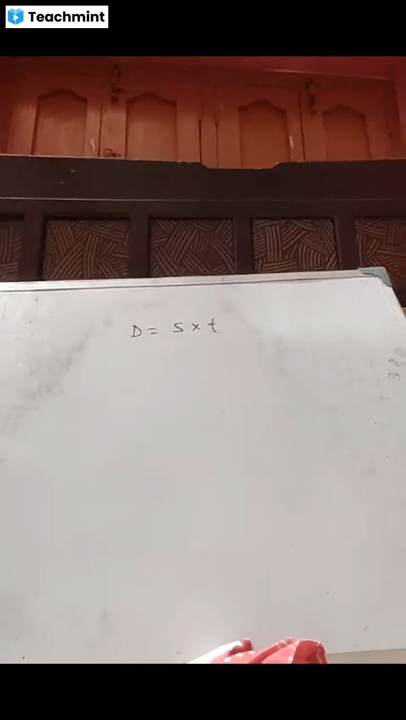 Teachmint
D = s × t